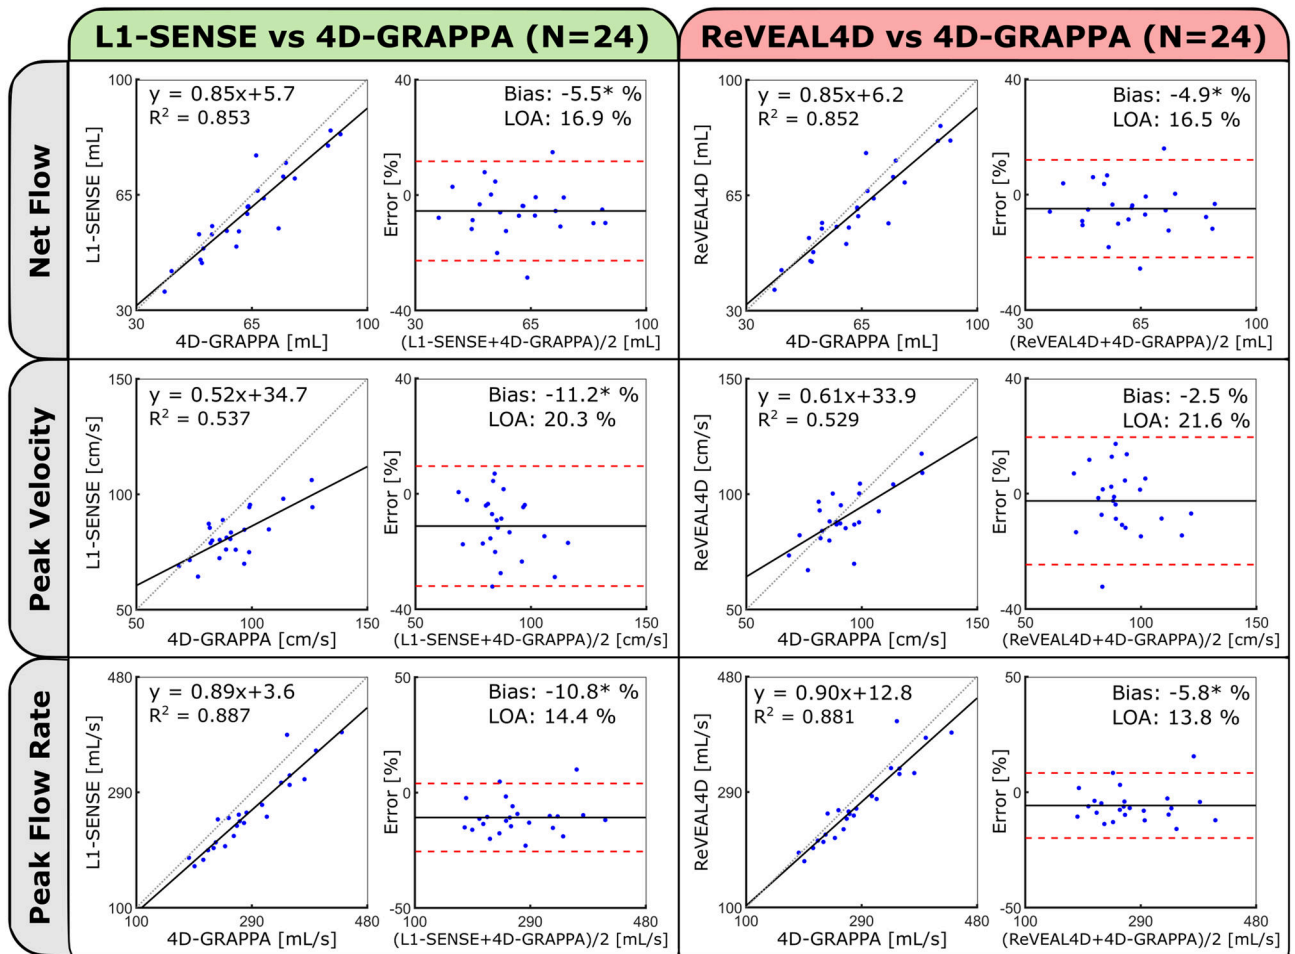 L1-SENSE vs 4D-GRAPPA (N=24)
ReVEAL4D vs 4D-GRAPPA (N=24)
Net Flow
y = 0.85x+5.7
R² = 0.853
100
65
30
L1-SENSE [mL]
30 65 100
4D-GRAPPA [mL]
Bias: -5.5* %
LOA: 16.9 %
40
0
-40
Error [%]
30 65 100
(L1-SENSE+4D-GRAPPA)/2 [mL]
y = 0.85x+6.2
R² = 0.852
100
65
30
ReVEAL4D [mL]
30 65 100
4D-GRAPPA [mL]
Bias: -4.9* %
LOA: 16.5 %
40
0
-40
Error [%]
30 65 100
(ReVEAL4D+4D-GRAPPA)/2 [mL]
Peak Velocity
y = 0.52x+34.7
R² = 0.537
150
100
50
L1-SENSE [cm/s]
50 100 150
4D-GRAPPA [cm/s]
Bias: -11.2* %
LOA: 20.3 %
40
0
-40
Error [%]
50 100 150
(L1-SENSE+4D-GRAPPA)/2 [cm/s]
y = 0.61x+33.9
R² = 0.529
150
100
50
ReVEAL4D [cm/s]
50 100 150
4D-GRAPPA [cm/s]
Bias: -2.5 %
LOA: 21.6 %
40
0
-40
Error [%]
50 100 150
(ReVEAL4D+4D-GRAPPA)/2 [cm/s]
Peak Flow Rate
y = 0.89x+3.6
R² = 0.887
480
290
100
L1-SENSE [mL/s]
100 290 480
4D-GRAPPA [mL/s]
Bias: -10.8* %
LOA: 14.4 %
50
0
-50
Error [%]
100 290 480
(L1-SENSE+4D-GRAPPA)/2 [mL/s]
y = 0.90x+12.8
R² = 0.881
480
290
100
ReVEAL4D [mL/s]
100 290 480
4D-GRAPPA [mL/s]
Bias: -5.8* %
LOA: 13.8 %
50
0
-50
Error [%]
100 290 480
(ReVEAL4D+4D-GRAPPA)/2 [mL/s]